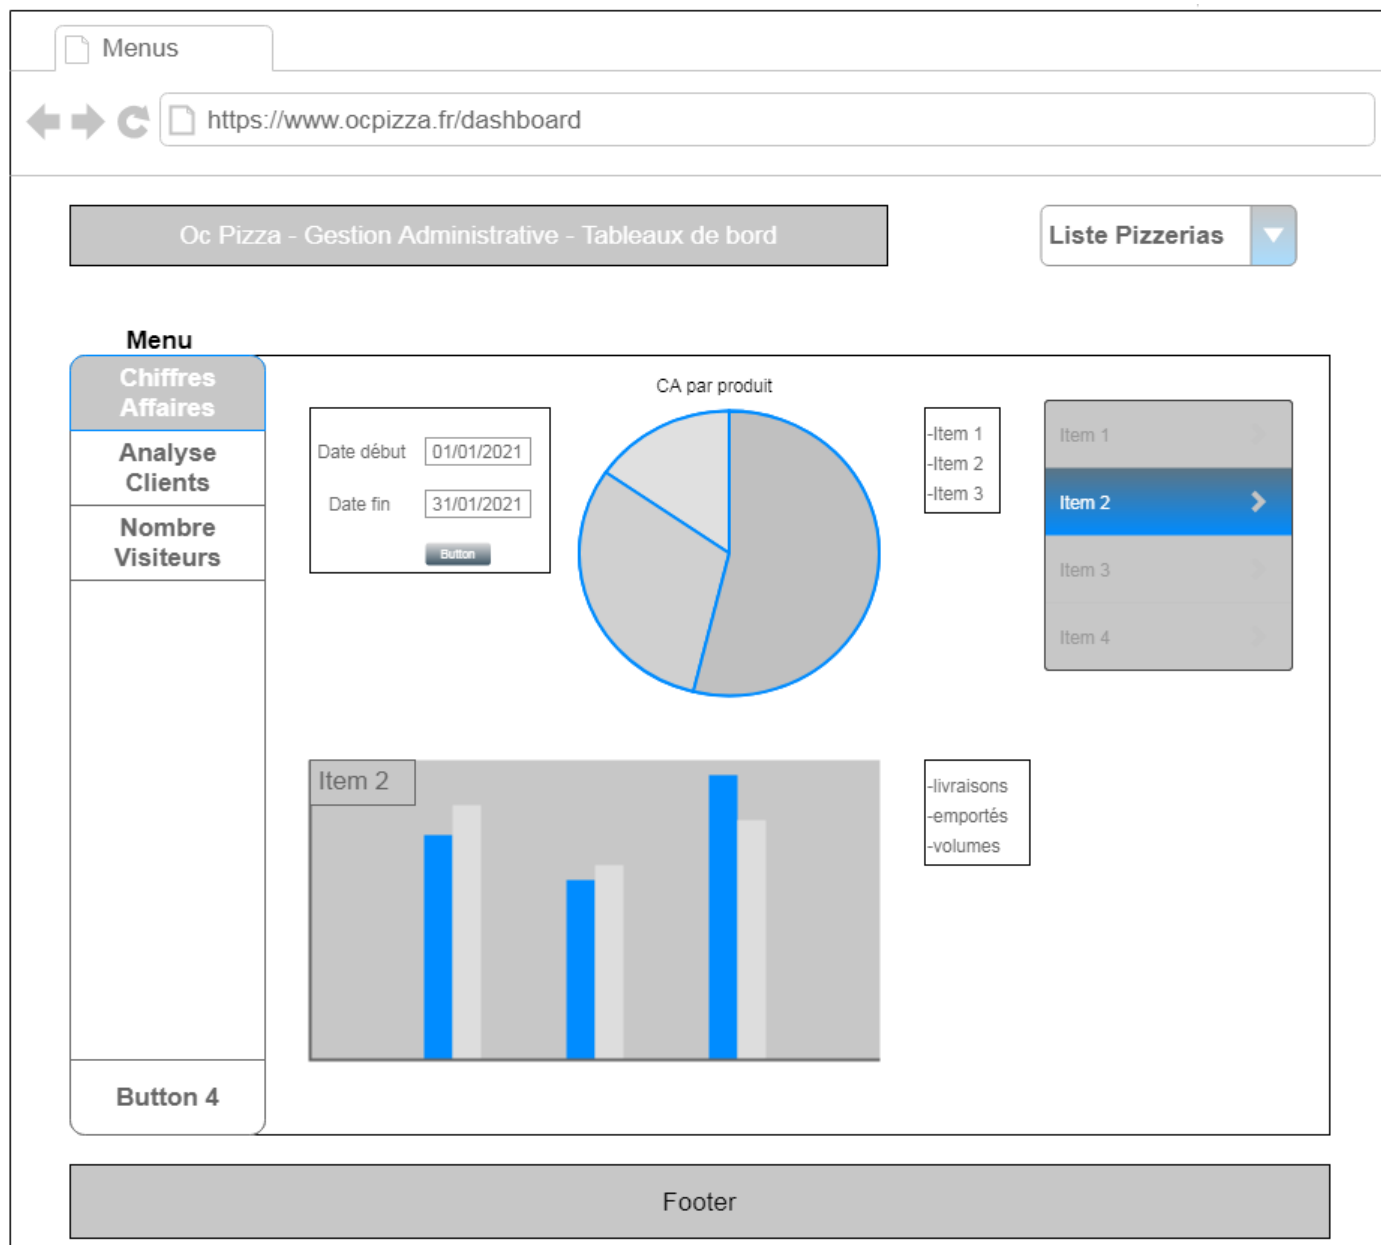 Menus
https://www.ocpizza.fr/dashboard
Oc Pizza - Gestion Administrative - Tableaux de bord
Liste Pizzerias
Menu
Chiffres
Affaires
Analyse
Clients
Nombre
Visiteurs
Button 4
Date début 01/01/2021
Date fin 31/01/2021
Button
CA par produit
-Item 1
-Item 2
-Item 3
Item 1
Item 2
Item 3
Item 4
Item 2
-livraisons
-emportés
-volumes
Footer